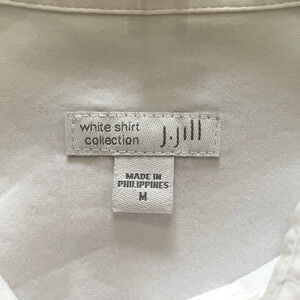 white shirt
collection
j.jill
MADE IN
PHILIPPINES
M